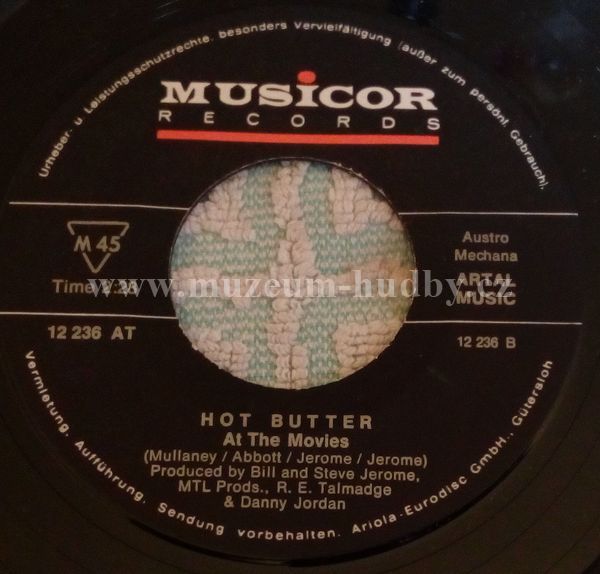 Urheber- u. Leistungsschutzrechte, besonders Vervielfältigung (außer zum persönl. Gebrauch),
MUSICOR
RECORDS
M 45
Time 2:28
12 236 AT
Austro
Mechana
ARTAL
MUSIC
12 236 B
www.muzeum-hudby.cz
HOT BUTTER
At The Movies
(Mullaney / Abbott / Jerome / Jerome)
Produced by Bill and Steve Jerome,
MTL Prods., R. E. Talmadge
& Danny Jordan
Vermietung, Aufführung, Sendung vorbehalten. Ariola-Eurodisc GmbH., Gütersloh